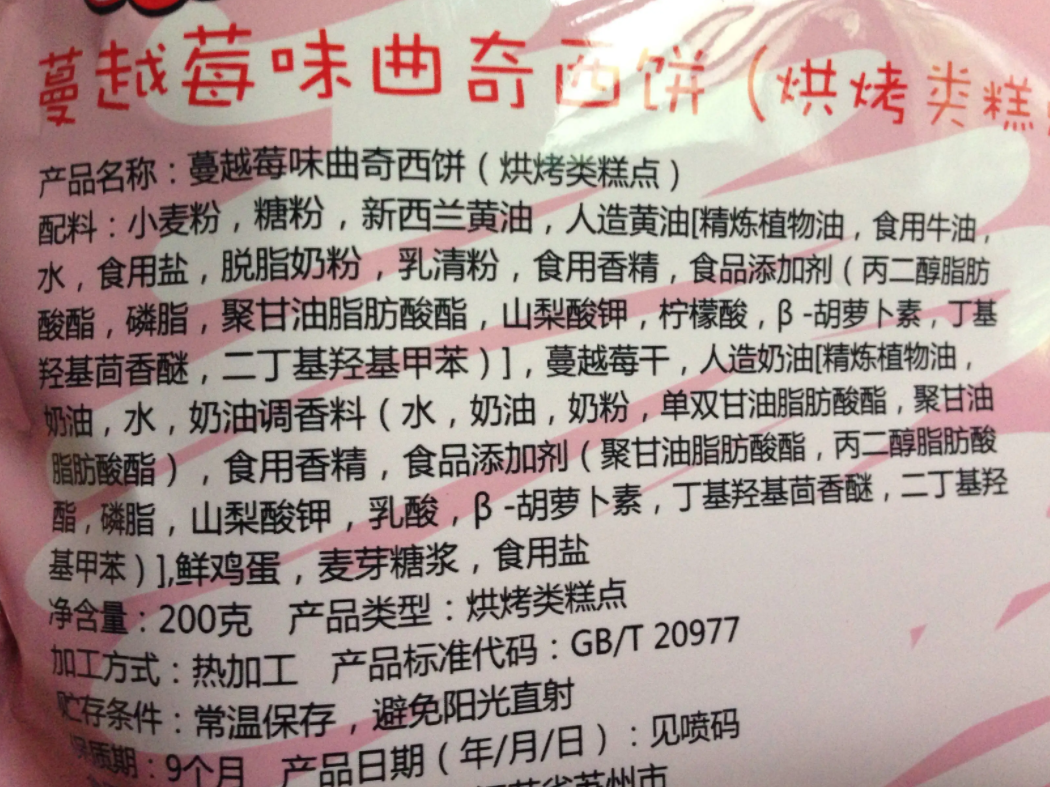 蔓越莓味曲奇西饼（烘烤类糕
产品名称：蔓越莓味曲奇西饼（烘烤类糕点）
配料：小麦粉，糖粉，新西兰黄油，人造黄油[精炼植物油，食用牛油，
水，食用盐，脱脂奶粉，乳清粉，食用香精，食品添加剂（丙二醇脂肪
酸酯，磷脂，聚甘油脂肪酸酯，山梨酸钾，柠檬酸，β-胡萝卜素，丁基
羟基茴香醚，二丁基羟基甲苯）]，蔓越莓干，人造奶油[精炼植物油，
奶油，水，奶油调香料（水，奶油，奶粉，单双甘油脂肪酸酯，聚甘油
脂肪酸酯），食用香精，食品添加剂（聚甘油脂肪酸酯，丙二醇脂肪酸
酯，磷脂，山梨酸钾，乳酸，β-胡萝卜素，丁基羟基茴香醚，二丁基羟
基甲苯）],鲜鸡蛋，麦芽糖浆，食用盐
净含量：200克 产品类型：烘烤类糕点
加工方式：热加工 产品标准代码：GB/T 20977
贮存条件：常温保存，避免阳光直射
保质期：9个月 产品日期（年/月/日）：见喷码
省苏州市